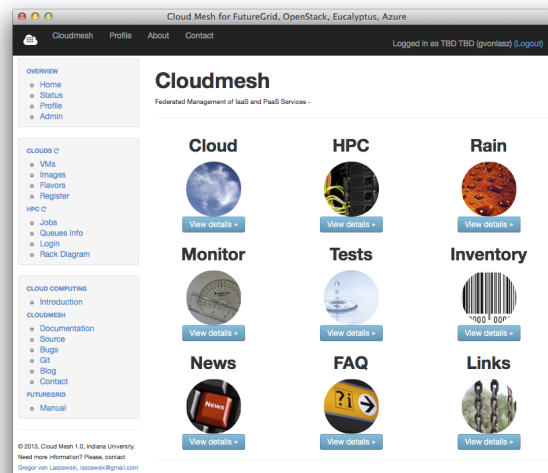 Cloud Mesh for FutureGrid, OpenStack, Eucalyptus, Azure
Cloudmesh Profile About Contact
Logged in as TBD TBD (gvonlasz) (Logout)
OVERVIEW
Home
Status
Profile
Admin
CLOUDS
VMs
Images
Flavors
Register
HPC
Jobs
Queues Info
Login
Rack Diagram
CLOUD COMPUTING
Introduction
CLOUDMESH
Documentation
Source
Bugs
Git
Blog
Contact
FUTUREGRID
Manual
© 2013, Cloud Mesh 1.0, Indiana University.
Need more information? Please, contact
Gregor von Laszewski, laszewski@gmail.com
Cloudmesh
Federated Management of IaaS and PaaS Services -
Cloud HPC Rain
View details » View details » View details »
Monitor Tests Inventory
0000 000
View details » View details » View details »
News FAQ Links
News ?i
View details » View details » View details »